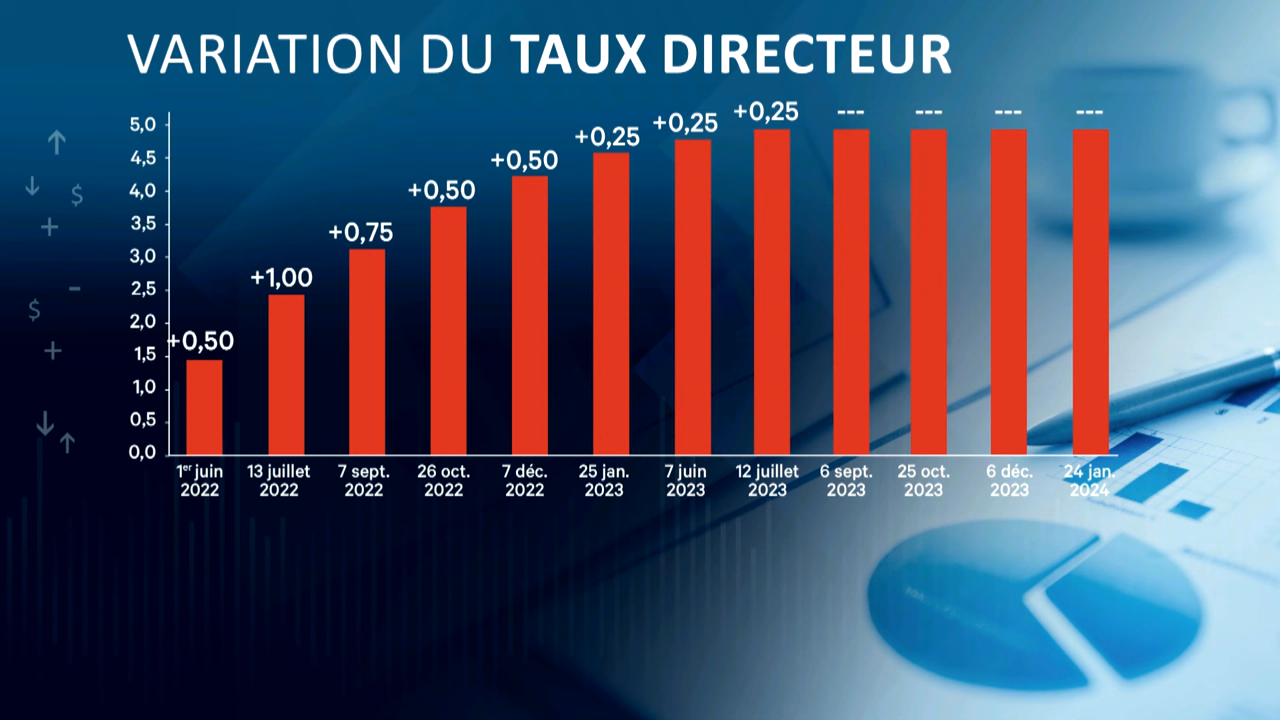 VARIATION DU TAUX DIRECTEUR
5,0
4,5
4,0
3,5
3,0
2,5
2,0
1,5
1,0
0,5
0,0
+0,50
+1,00
+0,75
+0,50
+0,50
+0,25
+0,25
+0,25
---
---
---
---
1er juin
2022
13 juillet
2022
7 sept.
2022
26 oct.
2022
7 déc.
2022
25 jan.
2023
7 juin
2023
12 juillet
2023
6 sept.
2023
25 oct.
2023
6 déc.
2023
24 jan.
2024